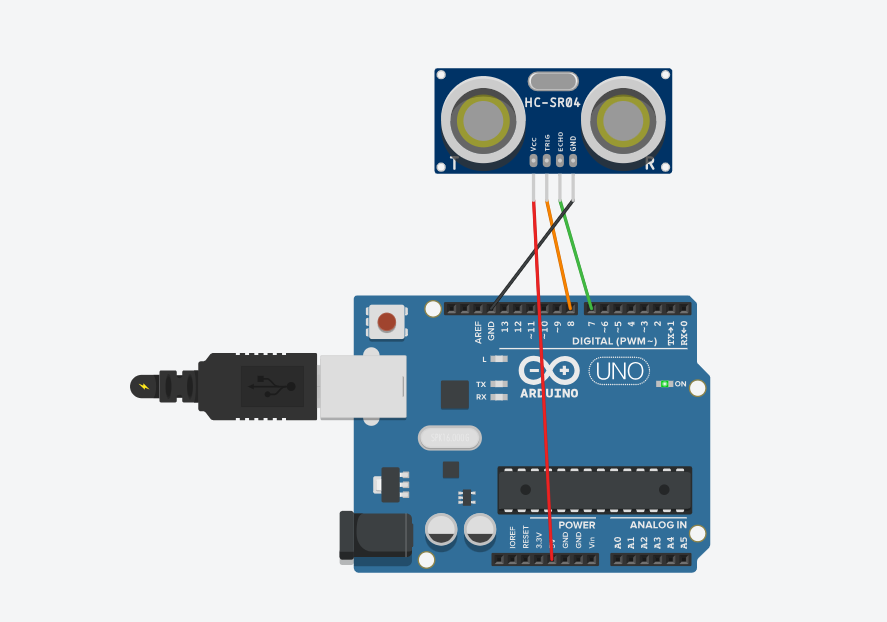 HC-SR04
Vcc
TRIG
ECHO
GND
T
R
AREF
GND
13
12
~11
~10
~9
8
7
~6
~5
4
~3
2
TX→1
RX←0
DIGITAL (PWM~)
L
TX
RX
ARDUINO
UNO
ON
POWER
ANALOG IN
IOREF
RESET
3.3V
GND
GND
Vin
A0
A1
A2
A3
A4
A5